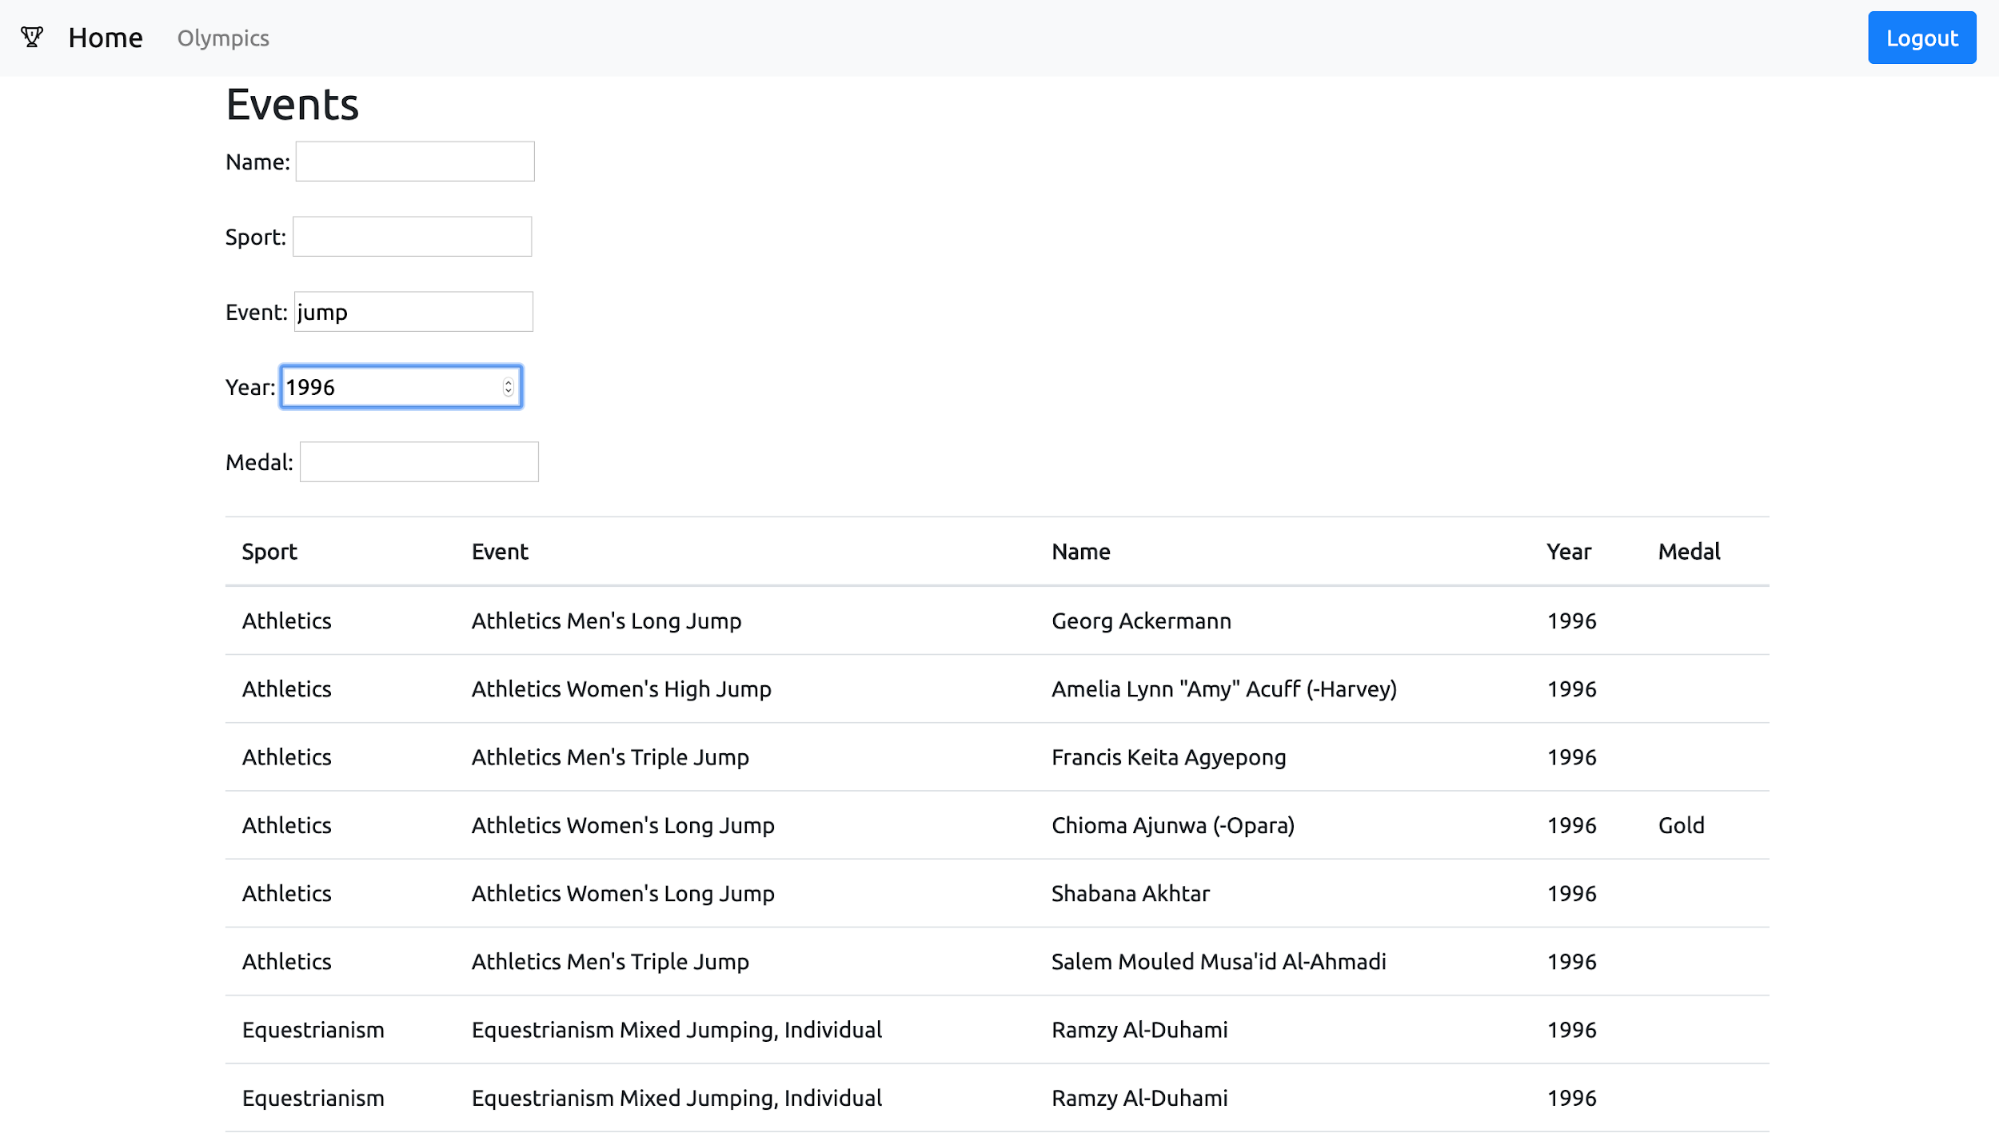 Home Olympics Logout
Events
Name:
Sport:
Event: jump
Year: 1996
Medal:
Sport Event Name Year Medal
Athletics Athletics Men's Long Jump Georg Ackermann 1996
Athletics Athletics Women's High Jump Amelia Lynn "Amy" Acuff (-Harvey) 1996
Athletics Athletics Men's Triple Jump Francis Keita Agyepong 1996
Athletics Athletics Women's Long Jump Chioma Ajunwa (-Opara) 1996 Gold
Athletics Athletics Women's Long Jump Shabana Akhtar 1996
Athletics Athletics Men's Triple Jump Salem Mouled Musa'id Al-Ahmadi 1996
Equestrianism Equestrianism Mixed Jumping, Individual Ramzy Al-Duhami 1996
Equestrianism Equestrianism Mixed Jumping, Individual Ramzy Al-Duhami 1996